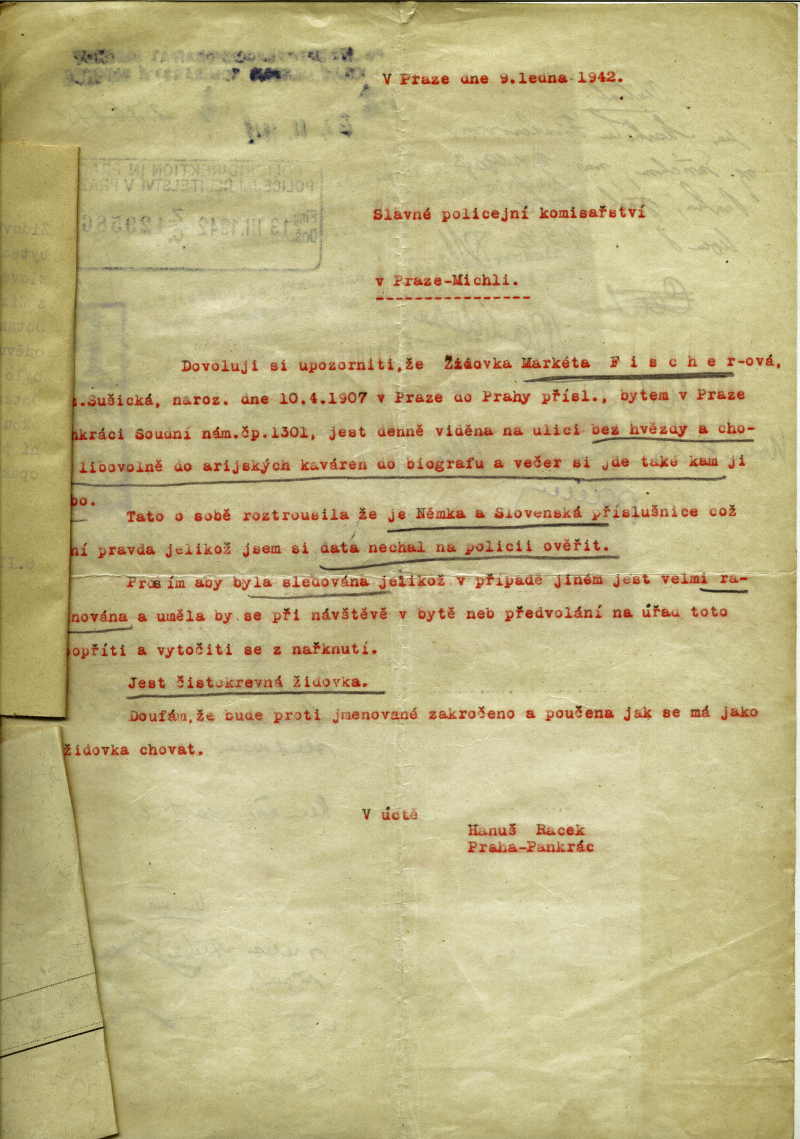 V Praze dne 9.ledna 1942.
Slavné policejní komisařství
v Praze-Michli.
Dovoluji si upozorniti,že Židovka Markéta F i s c h e r-ová,
.Sušická, naroz. dne 10.4.1907 v Praze do Prahy přísl., bytem v Praze
nkráci Soudní nám.čp.1301, jest denně viděna na ulici bez hvězdy a cho-
libovolně do arijských kaváren do biografu a večer si jde také kam ji
bo.
Tato o sobě roztrousila že je Němka a Slovenská příslušnice což
ní pravda jelikož jsem si data nechal na policii ověřit.
Prosím aby byla sledována jelikož v případě jiném jest velmi ra-
nována a uměla by se při návštěvě v bytě neb předvolání na úřad toto
opříti a vytočiti se z nařknutí.
Jest čistokrevná židovka.
Doufám,že bude proti jmenované zakročeno a poučena jak se má jako
židovka chovat.
V úctě
Hanuš Racek
Praha-Pankrác